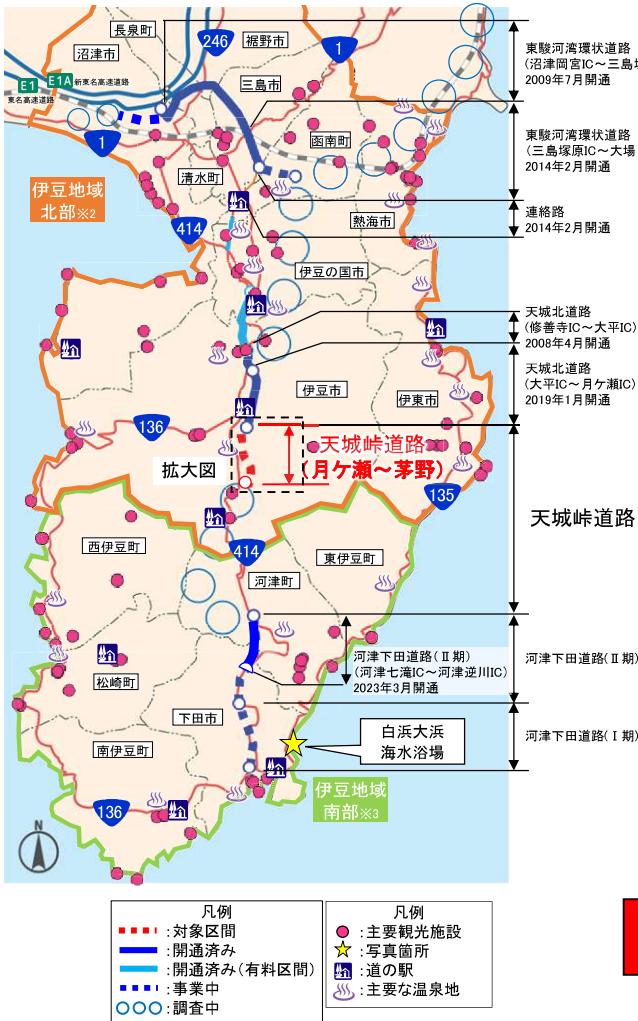 長泉町
沼津市
246
裾野市
1
E1
E1A 新東名高速道路
東名高速道路
三島市
函南町
1
清水町
伊豆地域
北部※2
414
熱海市
伊豆の国市
伊豆市
伊東市
136
拡大図
天城峠道路
(月ケ瀬~茅野)
135
西伊豆町
東伊豆町
414
河津町
松崎町
下田市
南伊豆町
136
N
伊豆地域
南部※3
白浜大浜
海水浴場
東駿河湾環状道路
(沼津岡宮IC~三島
2009年7月開通
東駿河湾環状道路
(三島塚原IC~大場
2014年2月開通
連絡路
2014年2月開通
天城北道路
(修善寺IC~大平IC)
2008年4月開通
天城北道路
(大平IC~月ケ瀬IC)
2019年1月開通
天城峠道路
河津下田道路(Ⅱ期)
(河津七滝IC~河津逆川IC)
2023年3月開通
河津下田道路(Ⅱ期)
河津下田道路(Ⅰ期)
凡例
:対象区間
:開通済み
:開通済み(有料区間)
:事業中
:調査中
凡例
:主要観光施設
:写真箇所
:道の駅
:主要な温泉地